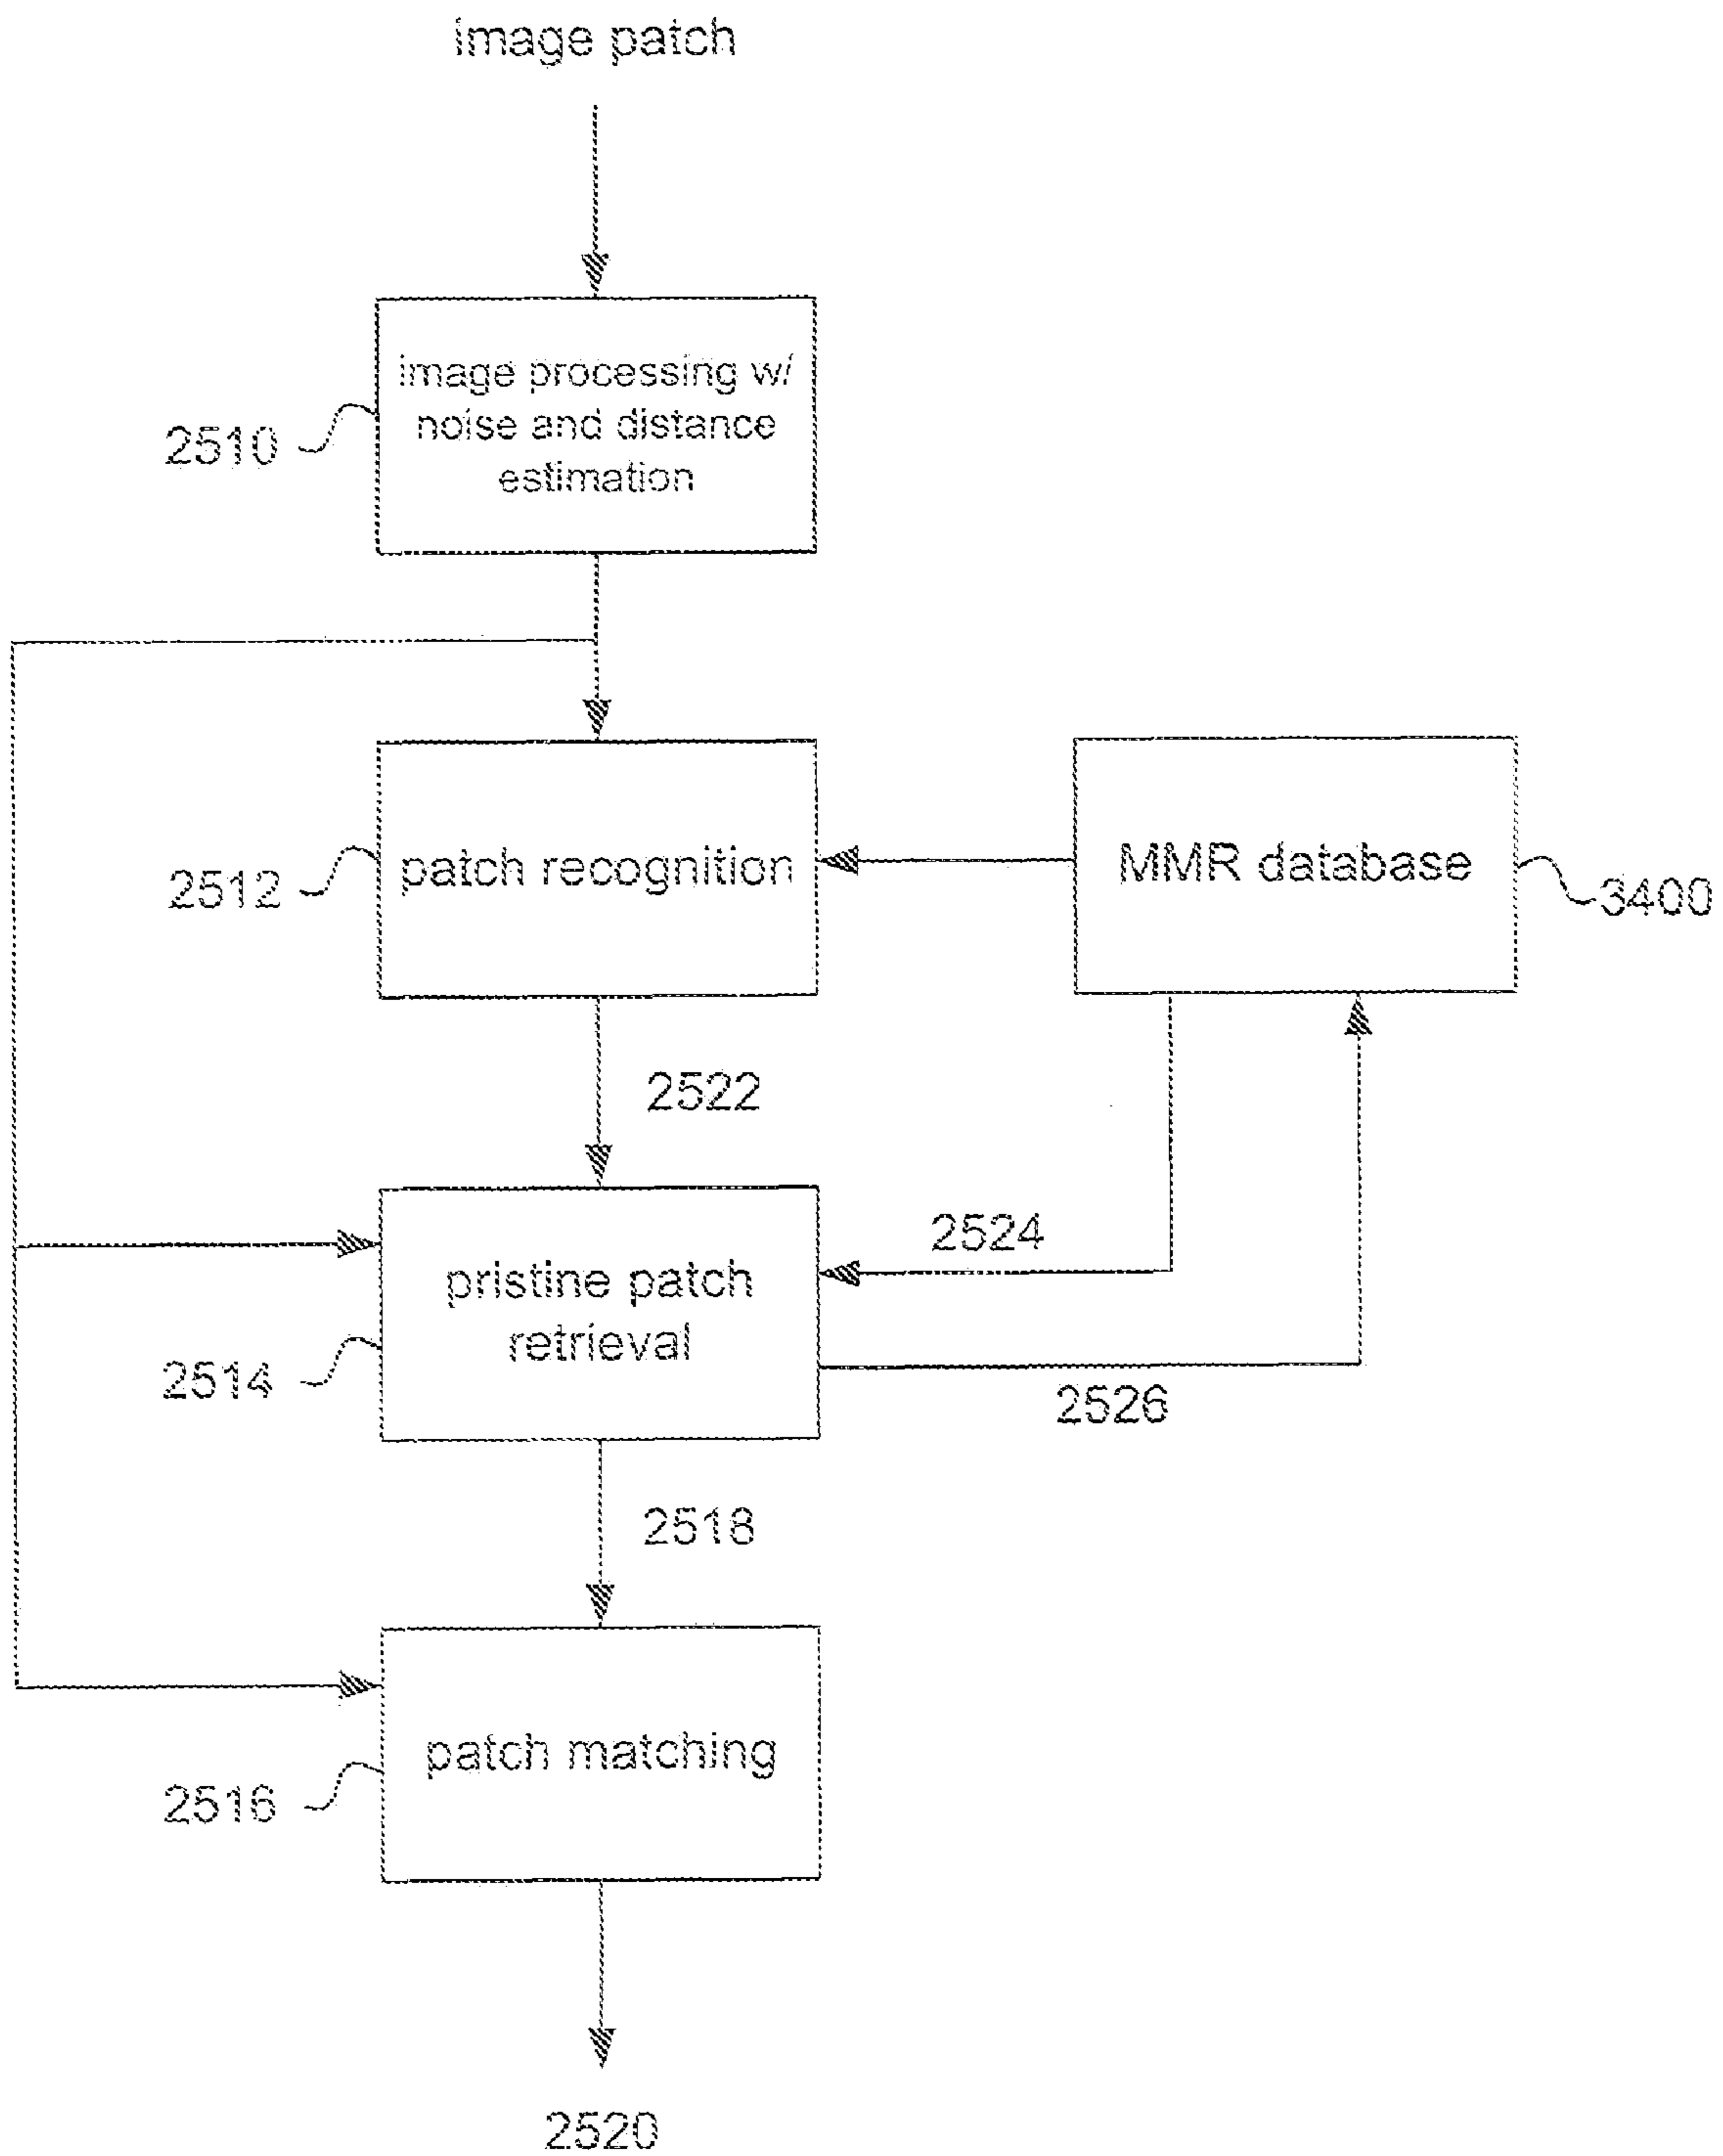 image patch
image processing w/
noise and distance
estimation
2510
patch recognition
2512
MMR database
3400
2522
2524
pristine patch
retrieval
2514
2526
2518
patch matching
2516
2520